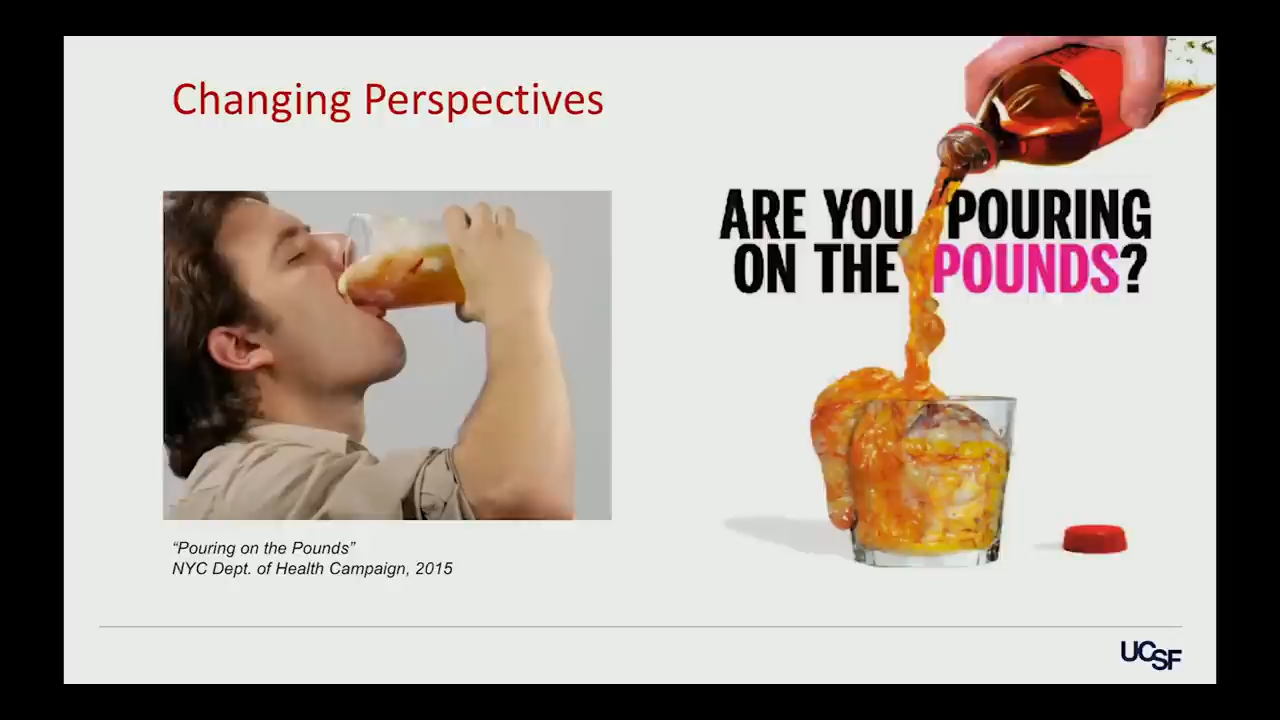 Changing Perspectives
ARE YOU POURING
ON THE POUNDS?
“Pouring on the Pounds”
NYC Dept. of Health Campaign, 2015
UCSF